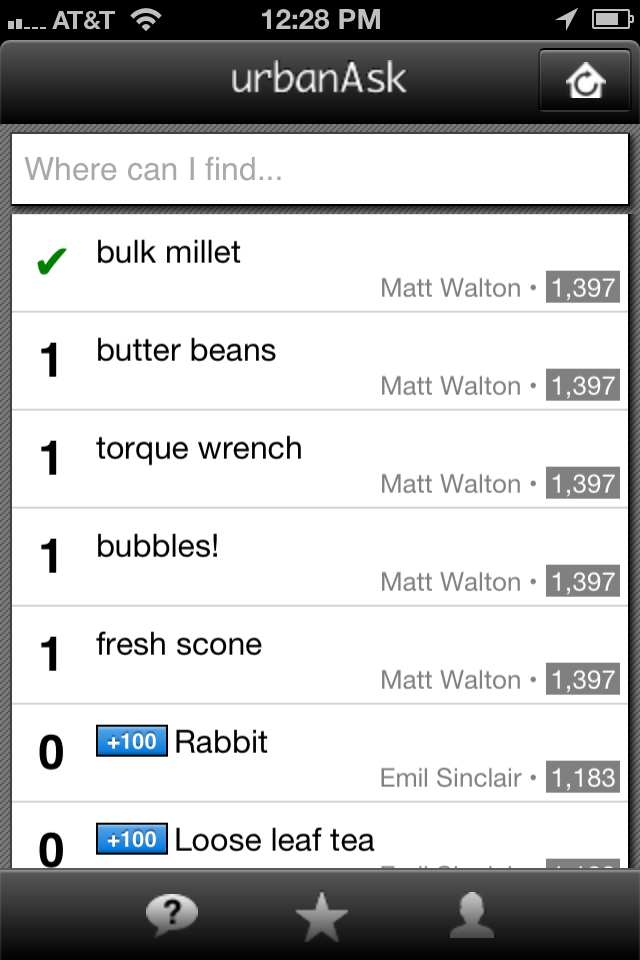 AT&T 12:28 PM
urbanAsk
Where can I find...
✔ bulk millet
Matt Walton • 1,397
1 butter beans
Matt Walton • 1,397
1 torque wrench
Matt Walton • 1,397
1 bubbles!
Matt Walton • 1,397
1 fresh scone
Matt Walton • 1,397
0 +100 Rabbit
Emil Sinclair • 1,183
0 +100 Loose leaf tea
?